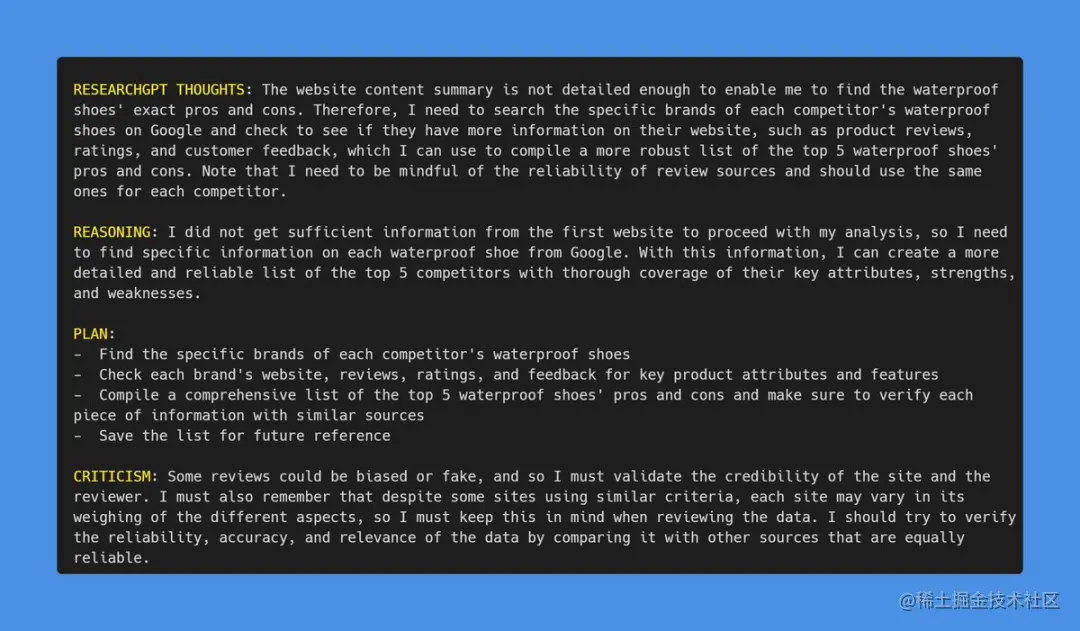 RESEARCHGPT THOUGHTS: The website content summary is not detailed enough to enable me to find the waterproof
shoes' exact pros and cons. Therefore, I need to search the specific brands of each competitor's waterproof
shoes on Google and check to see if they have more information on their website, such as product reviews,
ratings, and customer feedback, which I can use to compile a more robust list of the top 5 waterproof shoes'
pros and cons. Note that I need to be mindful of the reliability of review sources and should use the same
ones for each competitor.
REASONING: I did not get sufficient information from the first website to proceed with my analysis, so I need
to find specific information on each waterproof shoe from Google. With this information, I can create a more
detailed and reliable list of the top 5 competitors with thorough coverage of their key attributes, strengths,
and weaknesses.
PLAN:
- Find the specific brands of each competitor's waterproof shoes
- Check each brand's website, reviews, ratings, and feedback for key product attributes and features
- Compile a comprehensive list of the top 5 waterproof shoes' pros and cons and make sure to verify each
piece of information with similar sources
- Save the list for future reference
CRITICISM: Some reviews could be biased or fake, and so I must validate the credibility of the site and the
reviewer. I must also remember that despite some sites using similar criteria, each site may vary in its
weighing of the different aspects, so I must keep this in mind when reviewing the data. I should try to verify
the reliability, accuracy, and relevance of the data by comparing it with other sources that are equally
reliable.
@稀土掘金技术社区